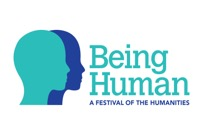 Being
Human
A FESTIVAL OF THE HUMANITIES